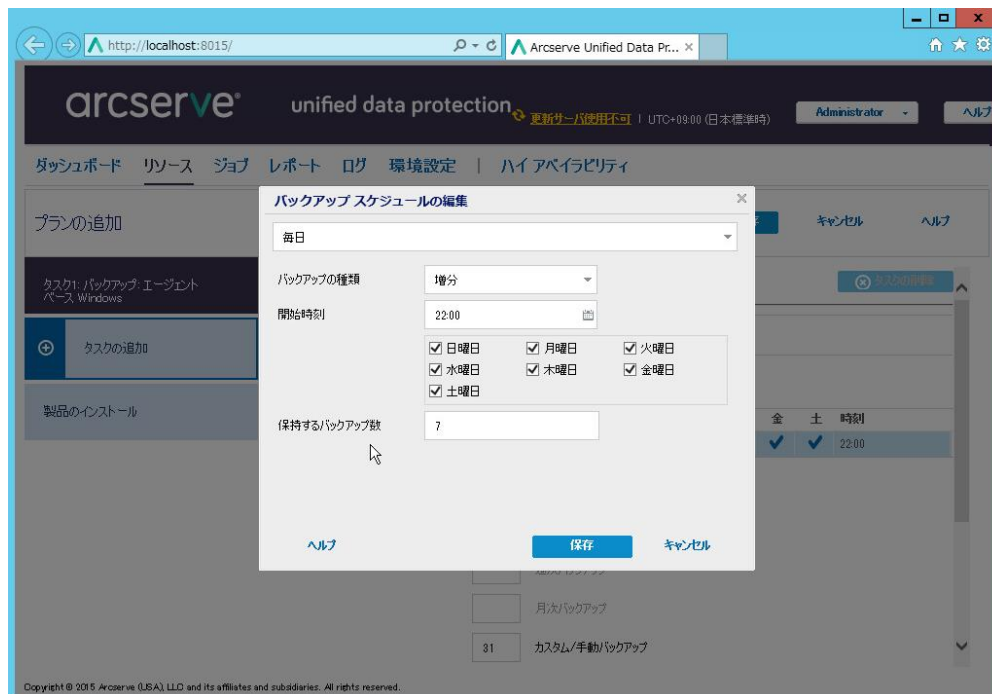 http://localhost:8015/
Arcserve Unified Data Pr...
arcserve®
unified data protection
更新サーバ使用不可 | UTC+09:00 (日本標準時)
Administrator
ヘルプ
ダッシュボード リソース ジョブ レポート ログ 環境設定 | ハイ アベイラビリティ
プランの追加
キャンセル
ヘルプ
タスク1: バックアップ: エージェント
ベース Windows
タスクの削除
タスクの追加
製品のインストール
バックアップ スケジュールの編集
毎日
バックアップの種類
増分
開始時刻
22:00
日曜日 月曜日 火曜日
水曜日 木曜日 金曜日
土曜日
保持するバックアップ数
7
ヘルプ
保存
キャンセル
金 土 時刻
22:00
月次バックアップ
31 カスタム/手動バックアップ
Copyright © 2015 Arcserve (USA), LLC and its affiliates and subsidiaries. All rights reserved.